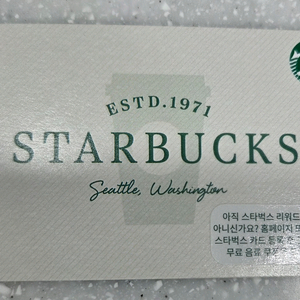 ESTD.1971
STARBUCKS
Seattle, Washington
아직 스타벅스 리워드
아니신가요? 홈페이지
스타벅스 카드 등록
무료 음료